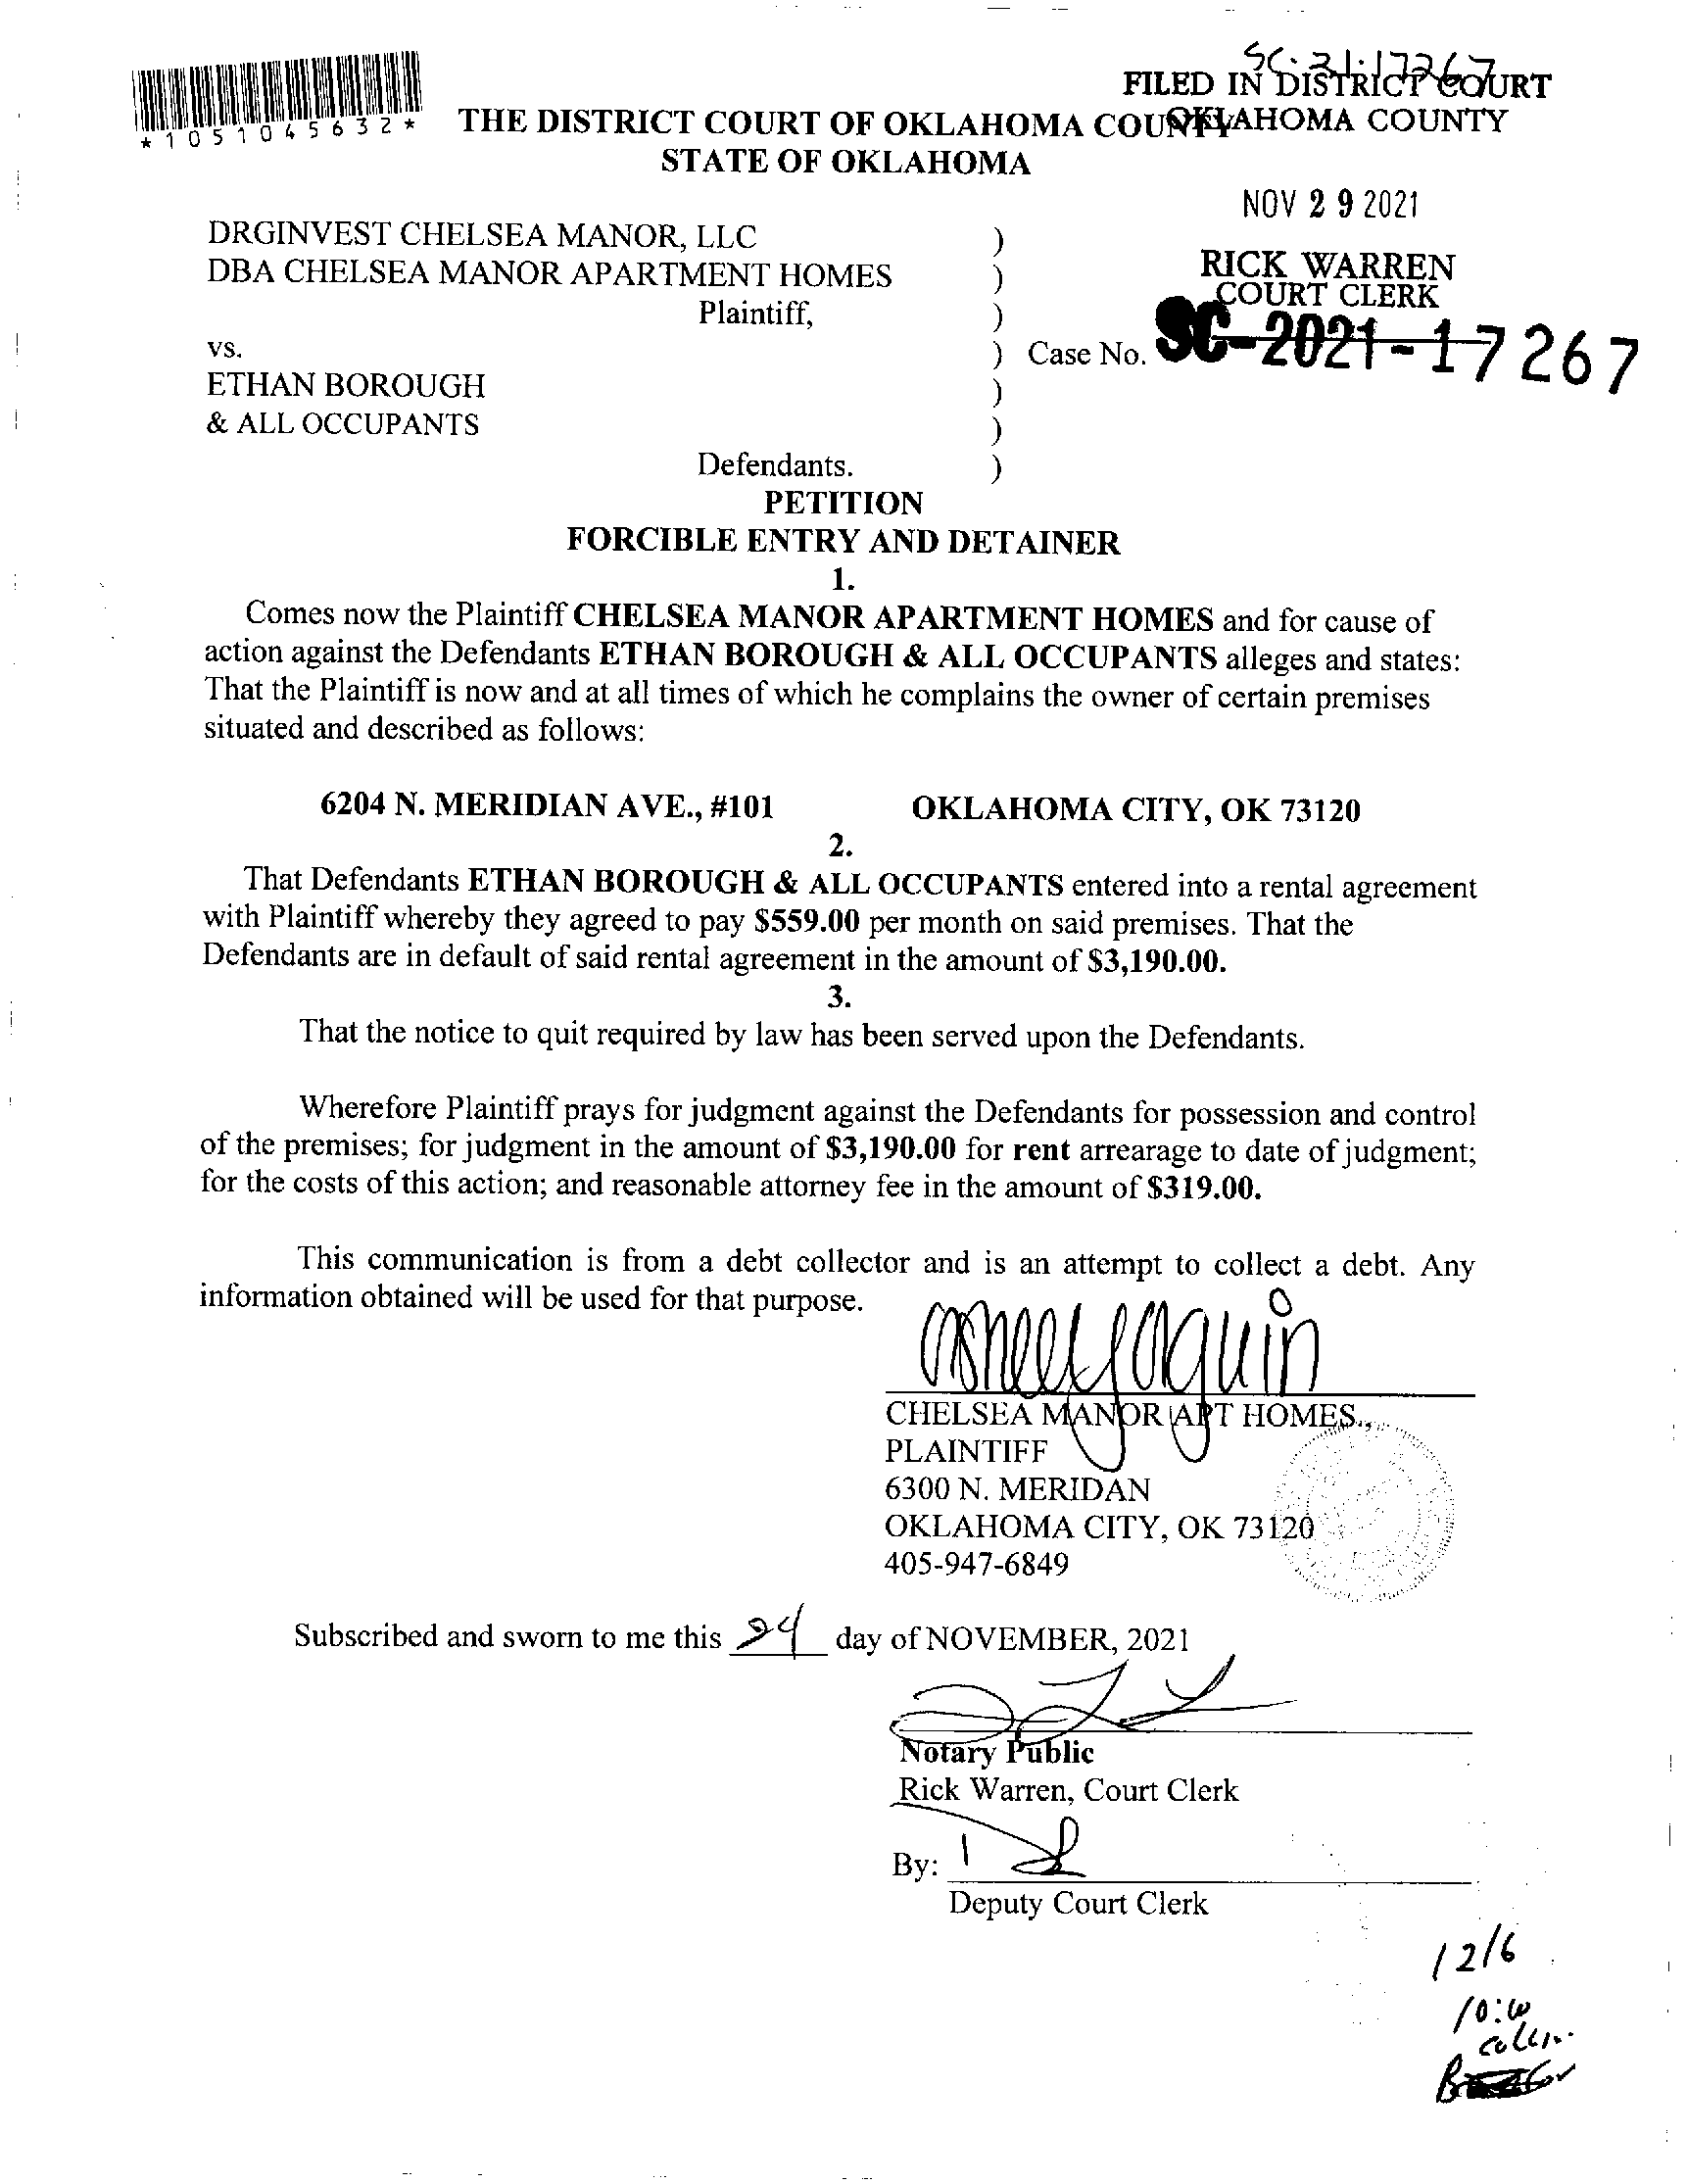 SC-21-17267
FILED IN DISTRICT COURT
OKLAHOMA COUNTY
*1051045632*
THE DISTRICT COURT OF OKLAHOMA COUNTY
STATE OF OKLAHOMA
NOV 29 2021
RICK WARREN
COURT CLERK
DRGINVEST CHELSEA MANOR, LLC )
DBA CHELSEA MANOR APARTMENT HOMES )
Plaintiff, )
vs. ) Case No. SC-2021-17267
ETHAN BOROUGH )
& ALL OCCUPANTS )
Defendants. )
PETITION
FORCIBLE ENTRY AND DETAINER
1.
Comes now the Plaintiff CHELSEA MANOR APARTMENT HOMES and for cause of
action against the Defendants ETHAN BOROUGH & ALL OCCUPANTS alleges and states:
That the Plaintiff is now and at all times of which he complains the owner of certain premises
situated and described as follows:
6204 N. MERIDIAN AVE., #101 OKLAHOMA CITY, OK 73120
2.
That Defendants ETHAN BOROUGH & ALL OCCUPANTS entered into a rental agreement
with Plaintiff whereby they agreed to pay $559.00 per month on said premises. That the
Defendants are in default of said rental agreement in the amount of $3,190.00.
3.
That the notice to quit required by law has been served upon the Defendants.
Wherefore Plaintiff prays for judgment against the Defendants for possession and control
of the premises; for judgment in the amount of $3,190.00 for rent arrearage to date of judgment;
for the costs of this action; and reasonable attorney fee in the amount of $319.00.
This communication is from a debt collector and is an attempt to collect a debt. Any
information obtained will be used for that purpose.
CHELSEA MANOR APT HOMES
PLAINTIFF
6300 N. MERIDAN
OKLAHOMA CITY, OK 73120
405-947-6849
Subscribed and sworn to me this 24 day of NOVEMBER, 2021
Notary Public
Rick Warren, Court Clerk
By:
Deputy Court Clerk
12/6